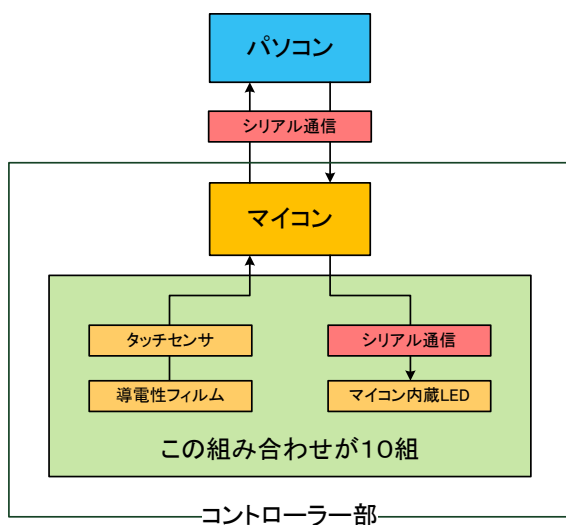 パソコン
シリアル通信
マイコン
タッチセンサ
シリアル通信
導電性フィルム
マイコン内蔵LED
この組み合わせが10組
コントローラー部